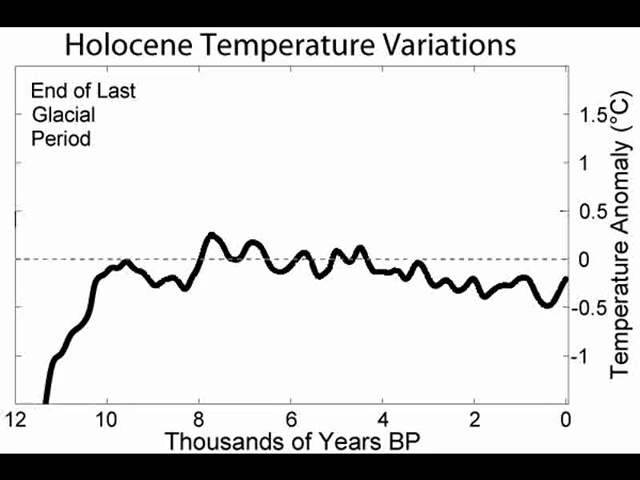 Holocene Temperature Variations
End of Last
Glacial
Period
1.5
1
0.5
0
-0.5
-1
Temperature Anomaly (°C)
12 10 8 6 4 2 0
Thousands of Years BP